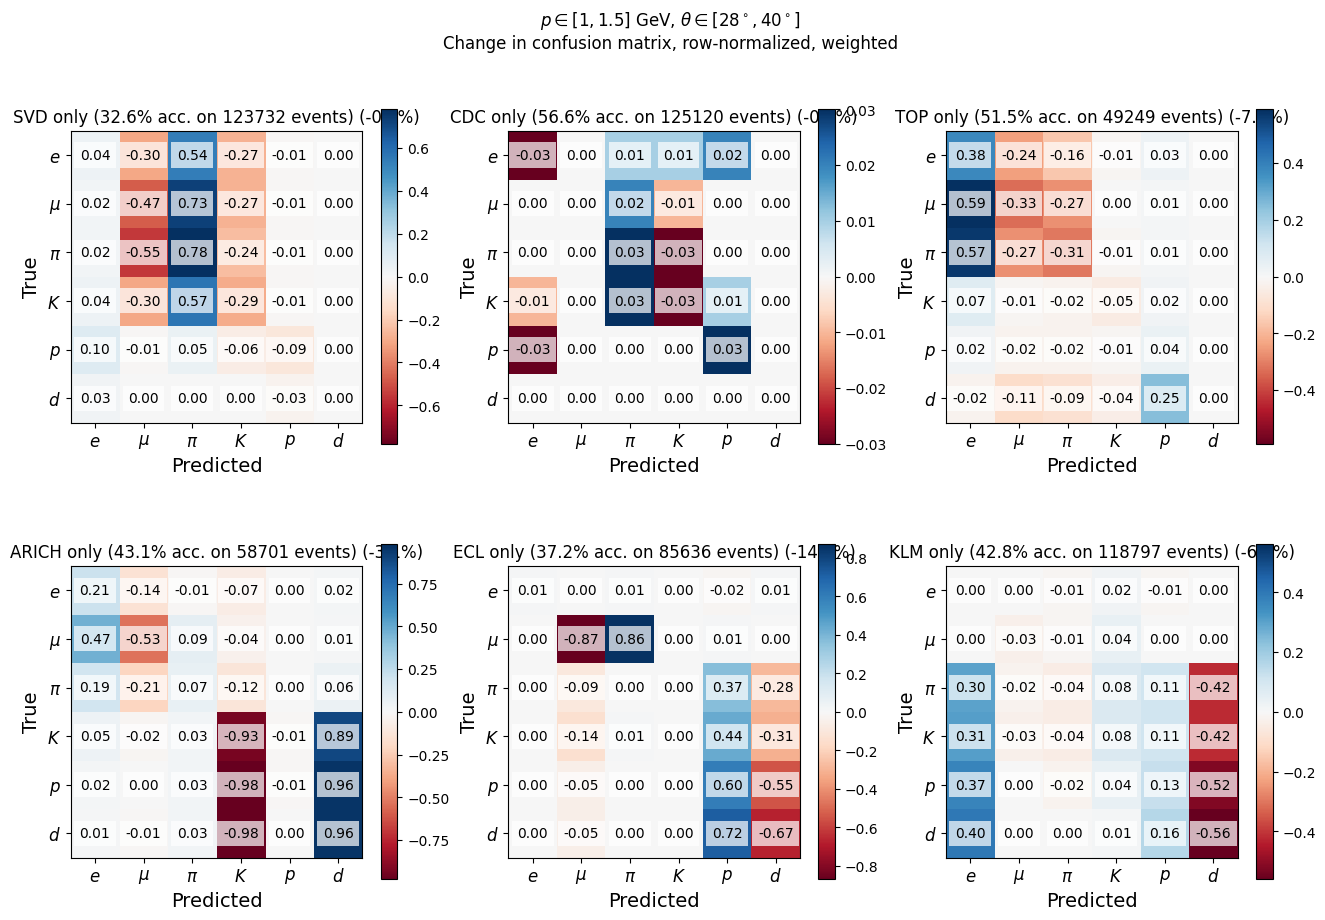 p ∈ [1, 1.5] GeV, θ ∈ [28°, 40°]
Change in confusion matrix, row-normalized, weighted
SVD only (32.6% acc. on 123732 events)
True
e 0.04 -0.30 0.54 -0.27 -0.01 0.00
μ 0.02 -0.47 0.73 -0.27 -0.01 0.00
π 0.02 -0.55 0.78 -0.24 -0.01 0.00
K 0.04 -0.30 0.57 -0.29 -0.01 0.00
p 0.10 -0.01 0.05 -0.06 -0.09 0.00
d 0.03 0.00 0.00 0.00 -0.03 0.00
e μ π K p d
Predicted
0.6
0.4
0.2
0.0
−0.2
−0.4
−0.6
CDC only (56.6% acc. on 125120 events)
True
e -0.03 0.00 0.01 0.01 0.02 0.00
μ 0.00 0.00 0.02 -0.01 0.00 0.00
π 0.00 0.00 0.03 -0.03 0.00 0.00
K -0.01 0.00 0.03 -0.03 0.01 0.00
p -0.03 0.00 0.00 0.00 0.03 0.00
d 0.00 0.00 0.00 0.00 0.00 0.00
e μ π K p d
Predicted
0.03
0.02
0.01
0.00
−0.01
−0.02
−0.03
TOP only (51.5% acc. on 49249 events)
True
e 0.38 -0.24 -0.16 -0.01 0.03 0.00
μ 0.59 -0.33 -0.27 0.00 0.01 0.00
π 0.57 -0.27 -0.31 -0.01 0.01 0.00
K 0.07 -0.01 -0.02 -0.05 0.02 0.00
p 0.02 -0.02 -0.02 -0.01 0.04 0.00
d -0.02 -0.11 -0.09 -0.04 0.25 0.00
e μ π K p d
Predicted
0.4
0.2
0.0
−0.2
−0.4
ARICH only (43.1% acc. on 58701 events)
True
e 0.21 -0.14 -0.01 -0.07 0.00 0.02
μ 0.47 -0.53 0.09 -0.04 0.00 0.01
π 0.19 -0.21 0.07 -0.12 0.00 0.06
K 0.05 -0.02 0.03 -0.93 -0.01 0.89
p 0.02 0.00 0.03 -0.98 -0.01 0.96
d 0.01 -0.01 0.03 -0.98 0.00 0.96
e μ π K p d
Predicted
0.75
0.50
0.25
0.00
−0.25
−0.50
−0.75
ECL only (37.2% acc. on 85636 events)
True
e 0.01 0.00 0.00 0.00 -0.02 0.01
μ 0.00 -0.87 0.86 0.00 0.01 0.00
π 0.00 -0.09 0.00 0.00 0.37 -0.28
K 0.00 -0.14 0.01 0.00 0.44 -0.31
p 0.00 -0.05 0.00 0.00 0.60 -0.55
d 0.00 -0.05 0.00 0.00 0.72 -0.67
e μ π K p d
Predicted
0.8
0.6
0.4
0.2
0.0
−0.2
−0.4
−0.6
−0.8
KLM only (42.8% acc. on 118797 events)
True
e 0.00 0.00 -0.01 0.02 -0.01 0.00
μ 0.00 -0.03 -0.01 0.04 0.00 0.00
π 0.30 -0.02 -0.04 0.08 0.11 -0.42
K 0.31 -0.03 -0.04 0.08 0.11 -0.42
p 0.37 0.00 -0.02 0.04 0.13 -0.52
d 0.40 0.00 0.00 0.01 0.16 -0.56
e μ π K p d
Predicted
0.4
0.2
0.0
−0.2
−0.4